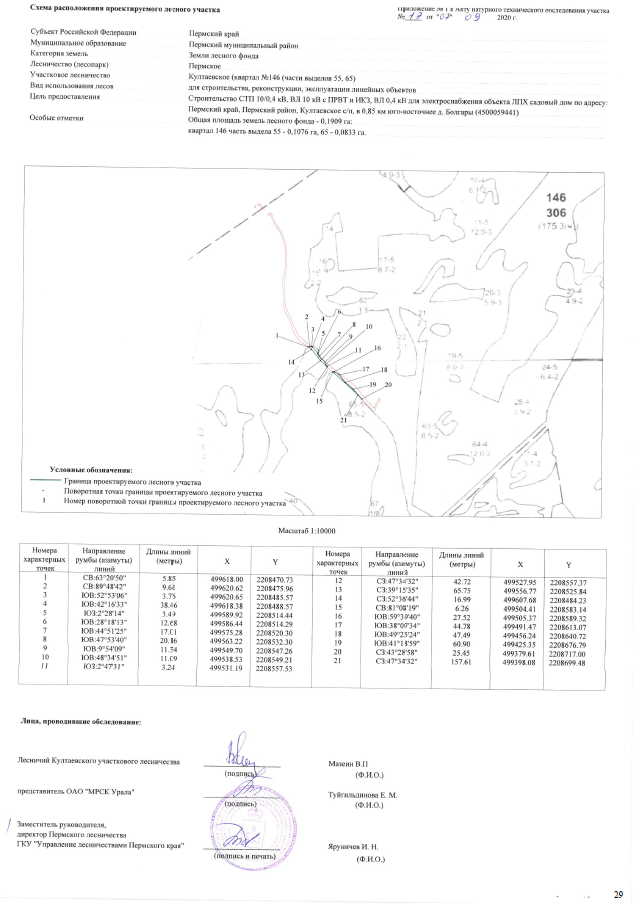 Схема расположения проектируемого лесного участка
Приложение № 1 к Акту натурного технического обследования участка
№ 17 от "07" 09 2020 г.
Субъект Российской Федерации Пермский край
Муниципальное образование Пермский муниципальный район
Категория земель Земли лесного фонда
Лесничество (лесопарк) Пермское
Участковое лесничество Култаевское (квартал №146 (части выделов 55, 65)
Вид использования лесов для строительства, реконструкции, эксплуатации линейных объектов
Цель предоставления Строительство СТП 10/0,4 кВ, ВЛ 10 кВ с ПРВТ и ИКЗ, ВЛ 0,4 кВ для электроснабжения объекта ЛПХ садовый дом по адресу:
Пермский край, Пермский район, Култаевское с/п, в 0,85 км юго-восточнее д. Болгары (4500059441)
Особые отметки Общая площадь земель лесного фонда - 0,1909 га:
квартал 146 часть выдела 55 - 0,1076 га, 65 - 0,0833 га.
146
306
Условные обозначения:
Граница проектируемого лесного участка
Поворотная точка границы проектируемого лесного участка
1 Номер поворотной точки границы проектируемого лесного участка
Масштаб 1:10000
Номера характерных точек Направление румбы (азимуты) линий Длины линий (метры) X Y Номера характерных точек Направление румбы (азимуты) линий Длины линий (метры) X Y
1 СВ:63°20'50" 5.85 499618.00 2208470.73 12 СЗ:47°34'32" 42.72 499527.95 2208557.37
2 СВ:89°48'42" 9.61 499620.62 2208475.96 13 СЗ:39°15'35" 65.75 499556.77 2208525.84
3 ЮВ:52°53'06" 3.75 499620.65 2208485.57 14 СЗ:52°36'44" 16.99 499607.68 2208484.23
4 ЮВ:42°16'33" 38.46 499618.38 2208488.57 15 СВ:81°08'19" 6.26 499504.41 2208583.14
5 ЮЗ:2°28'14" 3.49 499589.92 2208514.44 16 ЮВ:59°39'40" 27.52 499505.37 2208589.32
6 ЮВ:28°18'13" 12.68 499586.44 2208514.29 17 ЮВ:38°00'34" 44.78 499491.47 2208613.07
7 ЮВ:44°51'25" 17.01 499575.28 2208520.30 18 ЮВ:49°25'24" 47.49 499456.24 2208640.72
8 ЮВ:47°53'40" 20.16 499563.22 2208532.30 19 ЮВ:41°14'59" 60.90 499425.35 2208676.79
9 ЮВ:9°54'09" 11.34 499549.70 2208547.26 20 СЗ:43°28'58" 25.45 499379.61 2208717.00
10 ЮВ:48°34'51" 11.09 499538.53 2208549.21 21 СЗ:47°34'32" 157.61 499398.08 2208699.48
11 ЮЗ:2°47'31" 3.24 499531.19 2208557.53
Лица, проводившие обследование:
Лесничий Култаевского участкового лесничества Мазеин В.П
(подпись) (Ф.И.О.)
представитель ОАО "МРСК Урала" Туйгильдинова Е. М.
(подпись) (Ф.И.О.)
Заместитель руководителя,
директор Пермского лесничества
ГКУ "Управление лесничествами Пермского края" Яруничев И. Н.
(подпись и печать) (Ф.И.О.)
29